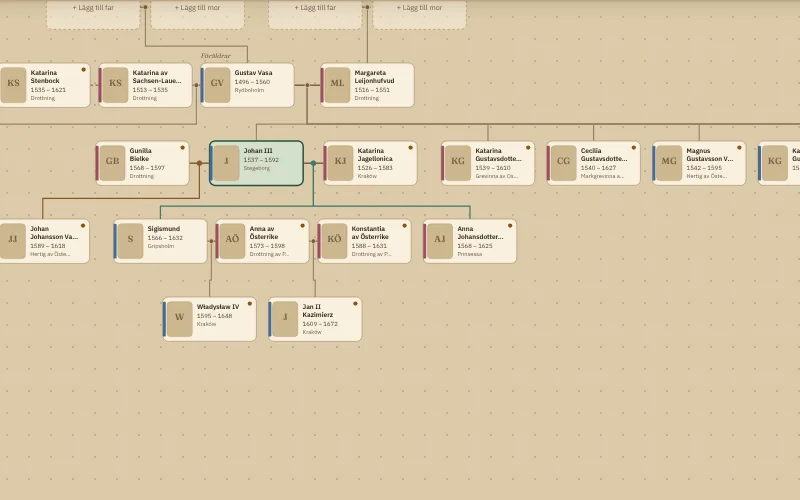 + Lägg till far
+ Lägg till mor
+ Lägg till far
+ Lägg till mor
Föräldrar
KS
Katarina
Stenbock
1535 – 1621
Drottning
KS
Katarina av
Sachsen-Laue...
1513 – 1535
Drottning
GV
Gustav Vasa
1496 – 1560
Rydboholm
ML
Margareta
Leijonhufvud
1516 – 1551
Drottning
GB
Gunilla
Bielke
1568 – 1597
Drottning
J
Johan III
1537 – 1592
Stegeborg
KJ
Katarina
Jagellonica
1526 – 1583
Kraków
KG
Katarina
Gustavsdotte...
1539 – 1610
Grevinna av Os...
CG
Cecilia
Gustavsdotte...
1540 – 1627
Markgrevinna a...
MG
Magnus
Gustavsson V...
1542 – 1595
Hertig av Öste...
KG
JJ
Johan
Johansson Va...
1589 – 1618
Hertig av Öste...
S
Sigismund
1566 – 1632
Gripsholm
AÖ
Anna av
Österrike
1573 – 1598
Drottning av P...
KÖ
Konstantia
av Österrike
1588 – 1631
Drottning av P...
AJ
Anna
Johansdotter...
1568 – 1625
Prinsessa
W
Władysław IV
1595 – 1648
Kraków
J
Jan II
Kazimierz
1609 – 1672
Kraków